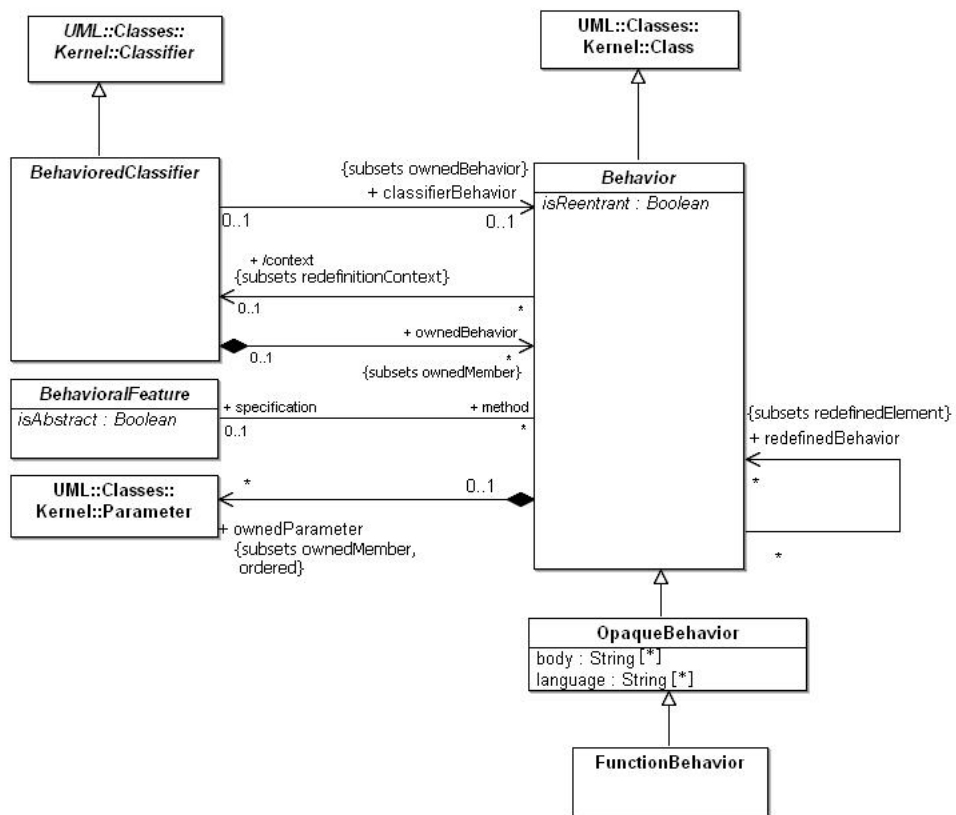 UML::Classes::
Kernel::Classifier
UML::Classes::
Kernel::Class
BehavioredClassifier
{subsets ownedBehavior}
+ classifierBehavior
0..1
0..1
Behavior
isReentrant : Boolean
+ /context
{subsets redefinitionContext}
0..1
*
+ ownedBehavior
0..1
*
{subsets ownedMember}
BehavioralFeature
isAbstract : Boolean
+ specification
+ method
0..1
*
{subsets redefinedElement}
+ redefinedBehavior
*
*
UML::Classes::
Kernel::Parameter
*
0..1
+ ownedParameter
{subsets ownedMember,
ordered}
OpaqueBehavior
body : String [*]
language : String [*]
FunctionBehavior